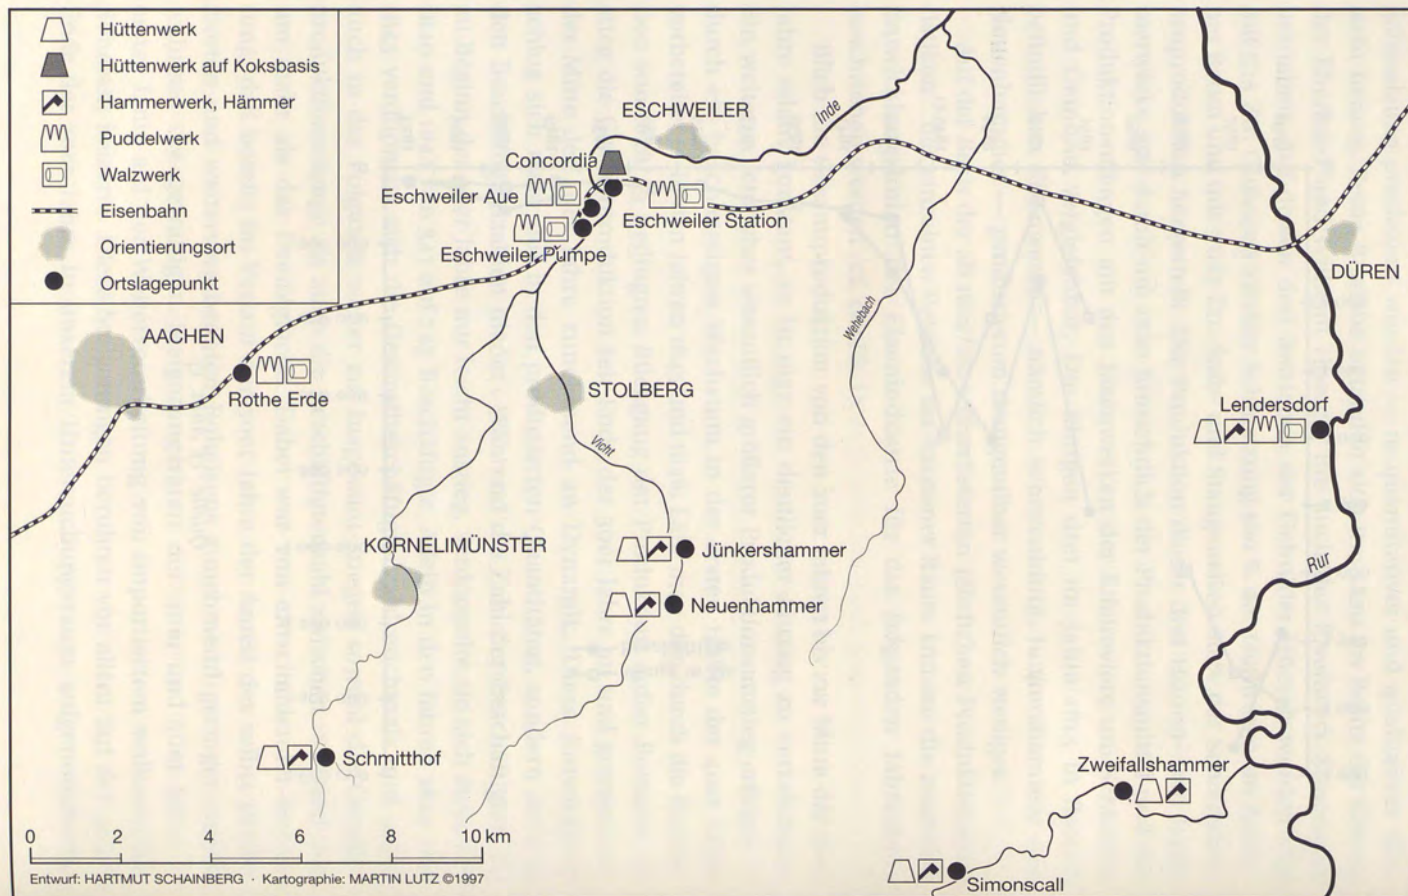 Hüttenwerk
Hüttenwerk auf Koksbasis
Hammerwerk, Hämmer
Puddelwerk
Walzwerk
Eisenbahn
Orientierungsort
Ortslagepunkt
ESCHWEILER
Inde
Concordia
Eschweiler Aue
Eschweiler Station
Eschweiler Pumpe
DÜREN
Wehebach
AACHEN
Rothe Erde
STOLBERG
Lendersdorf
Vicht
KORNELIMÜNSTER
Jünkershammer
Rur
Neuenhammer
Schmitthof
Zweifallshammer
Simonscall
0 2 4 6 8 10 km
Entwurf: HARTMUT SCHAINBERG · Kartographie: MARTIN LUTZ ©1997